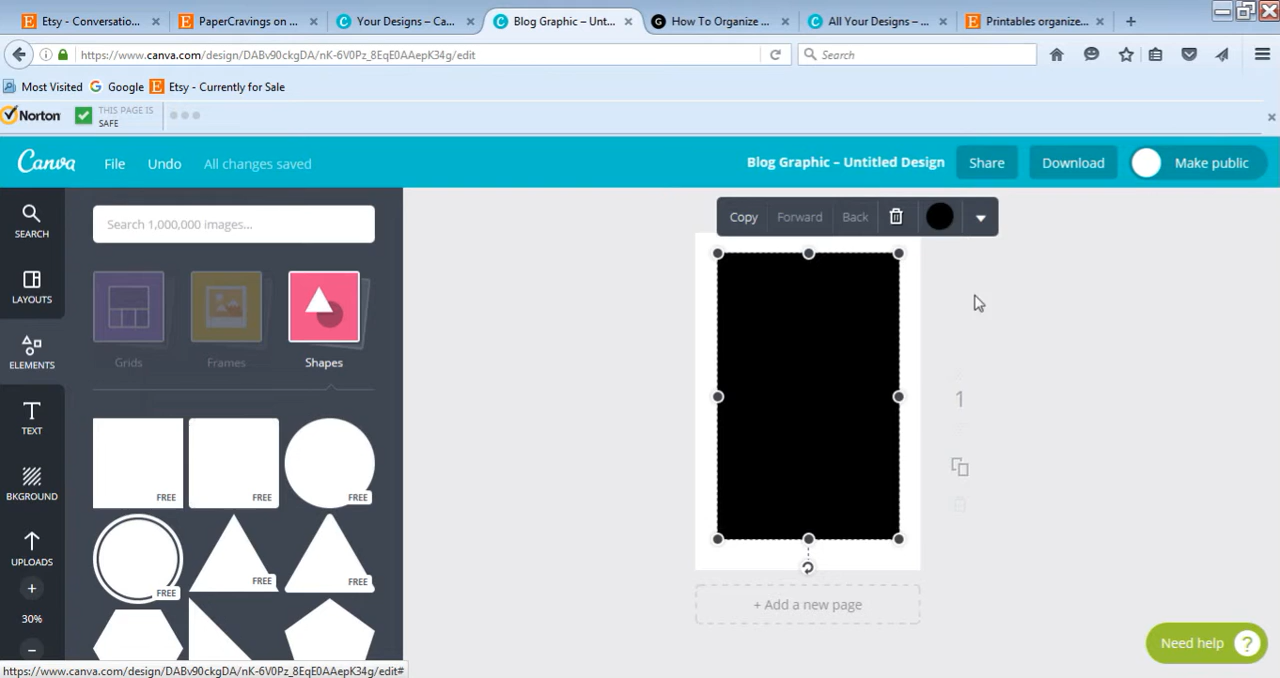 Etsy - Conversatio...
PaperCravings on ...
Your Designs – Ca...
Blog Graphic – Unt...
How To Organize ...
All Your Designs – ...
Printables organize...
https://www.canva.com/design/DABv90ckgDA/nK-6V0Pz_8EqE0AAepK34g/edit
Search
Most Visited
Google
Etsy - Currently for Sale
Norton
THIS PAGE IS
SAFE
Canva
File
Undo
All changes saved
Blog Graphic – Untitled Design
Share
Download
Make public
SEARCH
LAYOUTS
ELEMENTS
TEXT
BKGROUND
UPLOADS
30%
Search 1,000,000 images...
Grids
Frames
Shapes
FREE
FREE
FREE
FREE
FREE
FREE
Copy
Forward
Back
1
+ Add a new page
Need help ?
https://www.canva.com/design/DABv90ckgDA/nK-6V0Pz_8EqE0AAepK34g/edit#